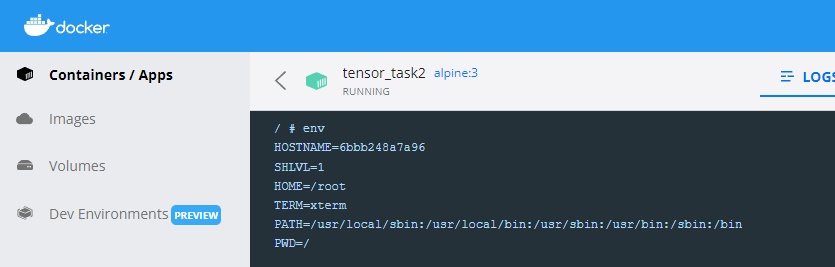 docker
Containers / Apps
Images
Volumes
Dev Environments PREVIEW
tensor_task2 alpine:3
RUNNING
LOGS
/ # env
HOSTNAME=6bbb248a7a96
SHLVL=1
HOME=/root
TERM=xterm
PATH=/usr/local/sbin:/usr/local/bin:/usr/sbin:/usr/bin:/sbin:/bin
PWD=/